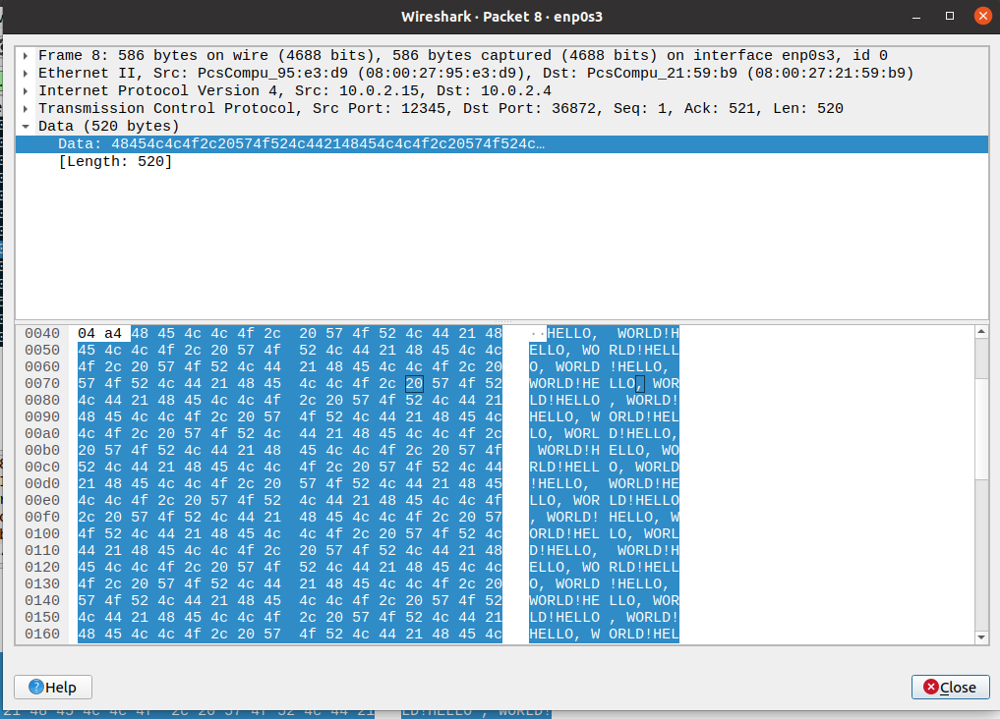 Wireshark · Packet 8 · enp0s3
Frame 8: 586 bytes on wire (4688 bits), 586 bytes captured (4688 bits) on interface enp0s3, id 0
Ethernet II, Src: PcsCompu_95:e3:d9 (08:00:27:95:e3:d9), Dst: PcsCompu_21:59:b9 (08:00:27:21:59:b9)
Internet Protocol Version 4, Src: 10.0.2.15, Dst: 10.0.2.4
Transmission Control Protocol, Src Port: 12345, Dst Port: 36872, Seq: 1, Ack: 521, Len: 520
Data (520 bytes)
Data: 48454c4c4f2c20574f524c442148454c4c4f2c20574f524c…
[Length: 520]
0040 04 a4 48 45 4c 4c 4f 2c 20 57 4f 52 4c 44 21 48 ··HELLO, WORLD!H
0050 45 4c 4c 4f 2c 20 57 4f 52 4c 44 21 48 45 4c 4c ELLO, WO RLD!HELL
0060 4f 2c 20 57 4f 52 4c 44 21 48 45 4c 4c 4f 2c 20 O, WORLD !HELLO,
0070 57 4f 52 4c 44 21 48 45 4c 4c 4f 2c 20 57 4f 52 WORLD!HE LLO, WOR
0080 4c 44 21 48 45 4c 4c 4f 2c 20 57 4f 52 4c 44 21 LD!HELLO , WORLD!
0090 48 45 4c 4c 4f 2c 20 57 4f 52 4c 44 21 48 45 4c HELLO, W ORLD!HEL
00a0 4c 4f 2c 20 57 4f 52 4c 44 21 48 45 4c 4c 4f 2c LO, WORL D!HELLO,
00b0 20 57 4f 52 4c 44 21 48 45 4c 4c 4f 2c 20 57 4f WORLD!H ELLO, WO
00c0 52 4c 44 21 48 45 4c 4c 4f 2c 20 57 4f 52 4c 44 RLD!HELL O, WORLD
00d0 21 48 45 4c 4c 4f 2c 20 57 4f 52 4c 44 21 48 45 !HELLO, WORLD!HE
00e0 4c 4c 4f 2c 20 57 4f 52 4c 44 21 48 45 4c 4c 4f LLO, WOR LD!HELLO
00f0 2c 20 57 4f 52 4c 44 21 48 45 4c 4c 4f 2c 20 57 , WORLD! HELLO, W
0100 4f 52 4c 44 21 48 45 4c 4c 4f 2c 20 57 4f 52 4c ORLD!HEL LO, WORL
0110 44 21 48 45 4c 4c 4f 2c 20 57 4f 52 4c 44 21 48 D!HELLO, WORLD!H
0120 45 4c 4c 4f 2c 20 57 4f 52 4c 44 21 48 45 4c 4c ELLO, WO RLD!HELL
0130 4f 2c 20 57 4f 52 4c 44 21 48 45 4c 4c 4f 2c 20 O, WORLD !HELLO,
0140 57 4f 52 4c 44 21 48 45 4c 4c 4f 2c 20 57 4f 52 WORLD!HE LLO, WOR
0150 4c 44 21 48 45 4c 4c 4f 2c 20 57 4f 52 4c 44 21 LD!HELLO , WORLD!
0160 48 45 4c 4c 4f 2c 20 57 4f 52 4c 44 21 48 45 4c HELLO, W ORLD!HEL
Help
Close